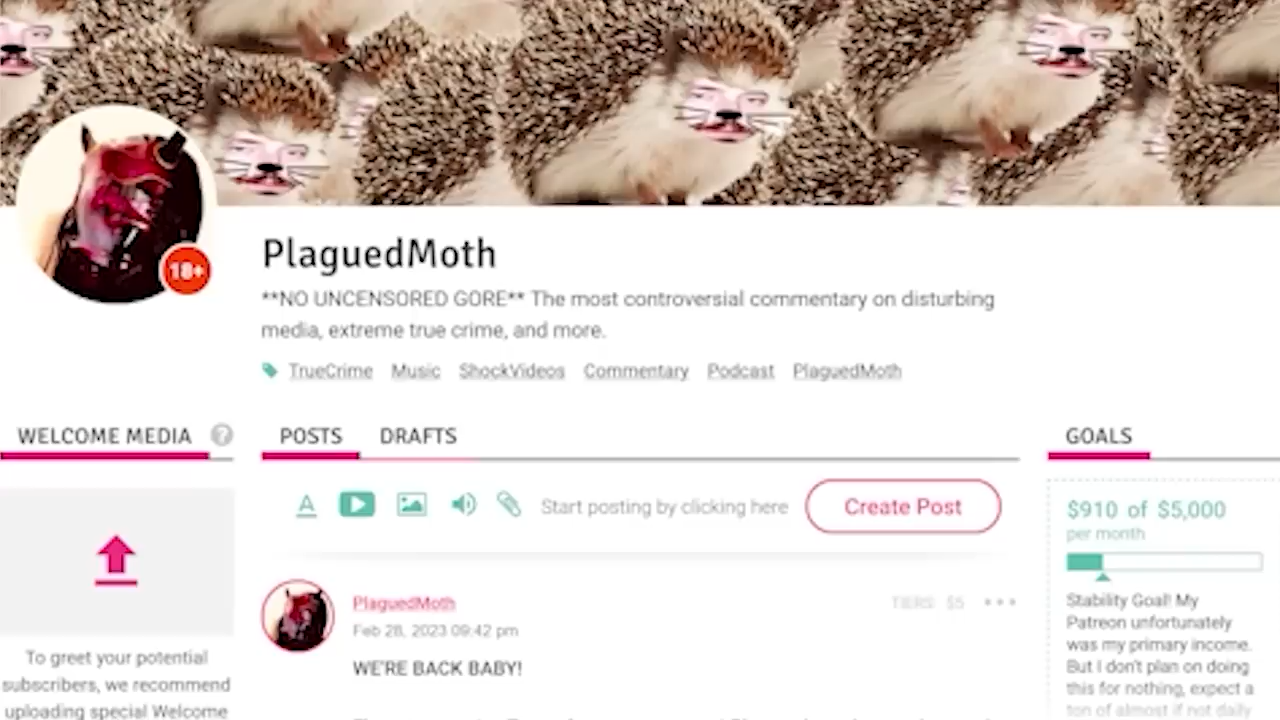 18+
PlaguedMoth
**NO UNCENSORED GORE** The most controversial commentary on disturbing
media, extreme true crime, and more.
TrueCrime Music ShockVideos Commentary Podcast PlaguedMoth
WELCOME MEDIA ?
POSTS DRAFTS
GOALS
A Start posting by clicking here Create Post
$910 of $5,000
per month
PlaguedMoth
TIERS: $5
Feb 28, 2023 09:42 pm
WE'RE BACK BABY!
Stability Goal! My
Patreon unfortunately
was my primary income.
But I don't plan on doing
this for nothing, expect a
ton of almost if not daily
To greet your potential
subscribers, we recommend
uploading special Welcome